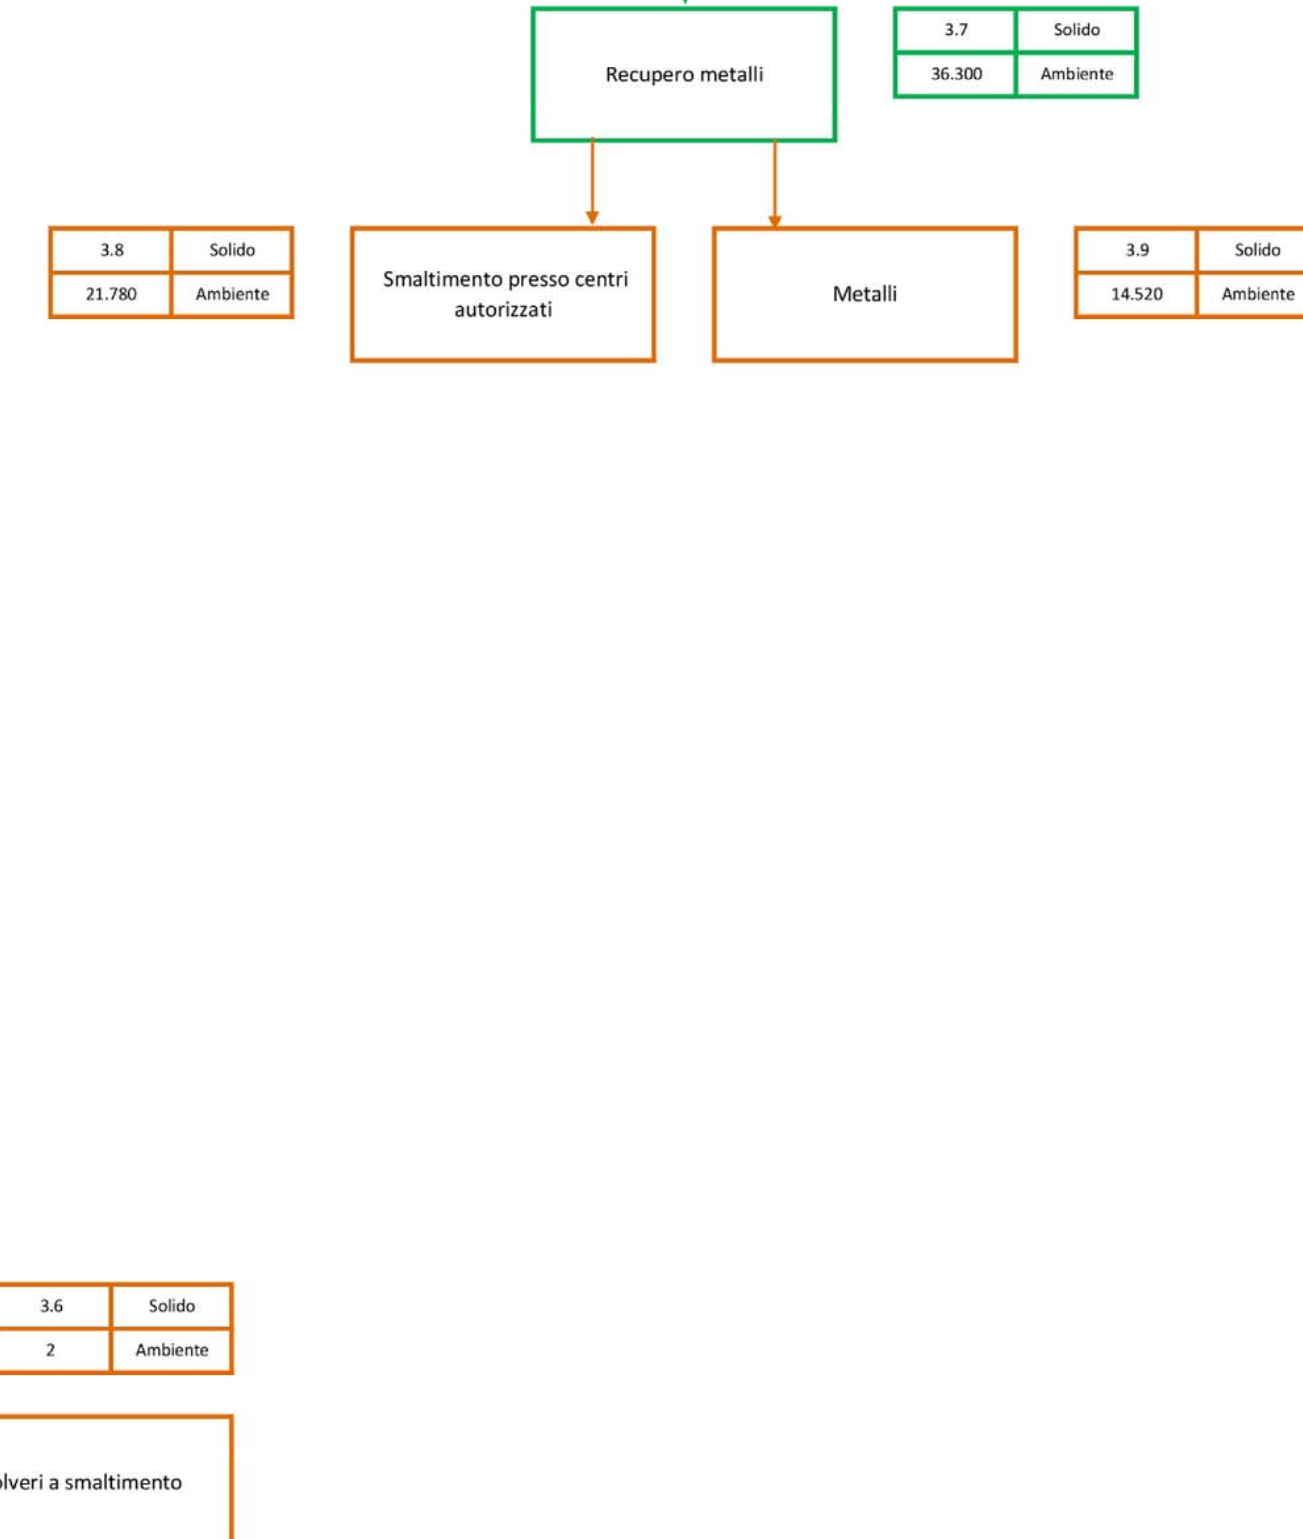 Recupero metalli
3.7 Solido
36.300 Ambiente
3.8 Solido
21.780 Ambiente
Smaltimento presso centri
autorizzati
Metalli
3.9 Solido
14.520 Ambiente
3.6 Solido
2 Ambiente
a smaltimento